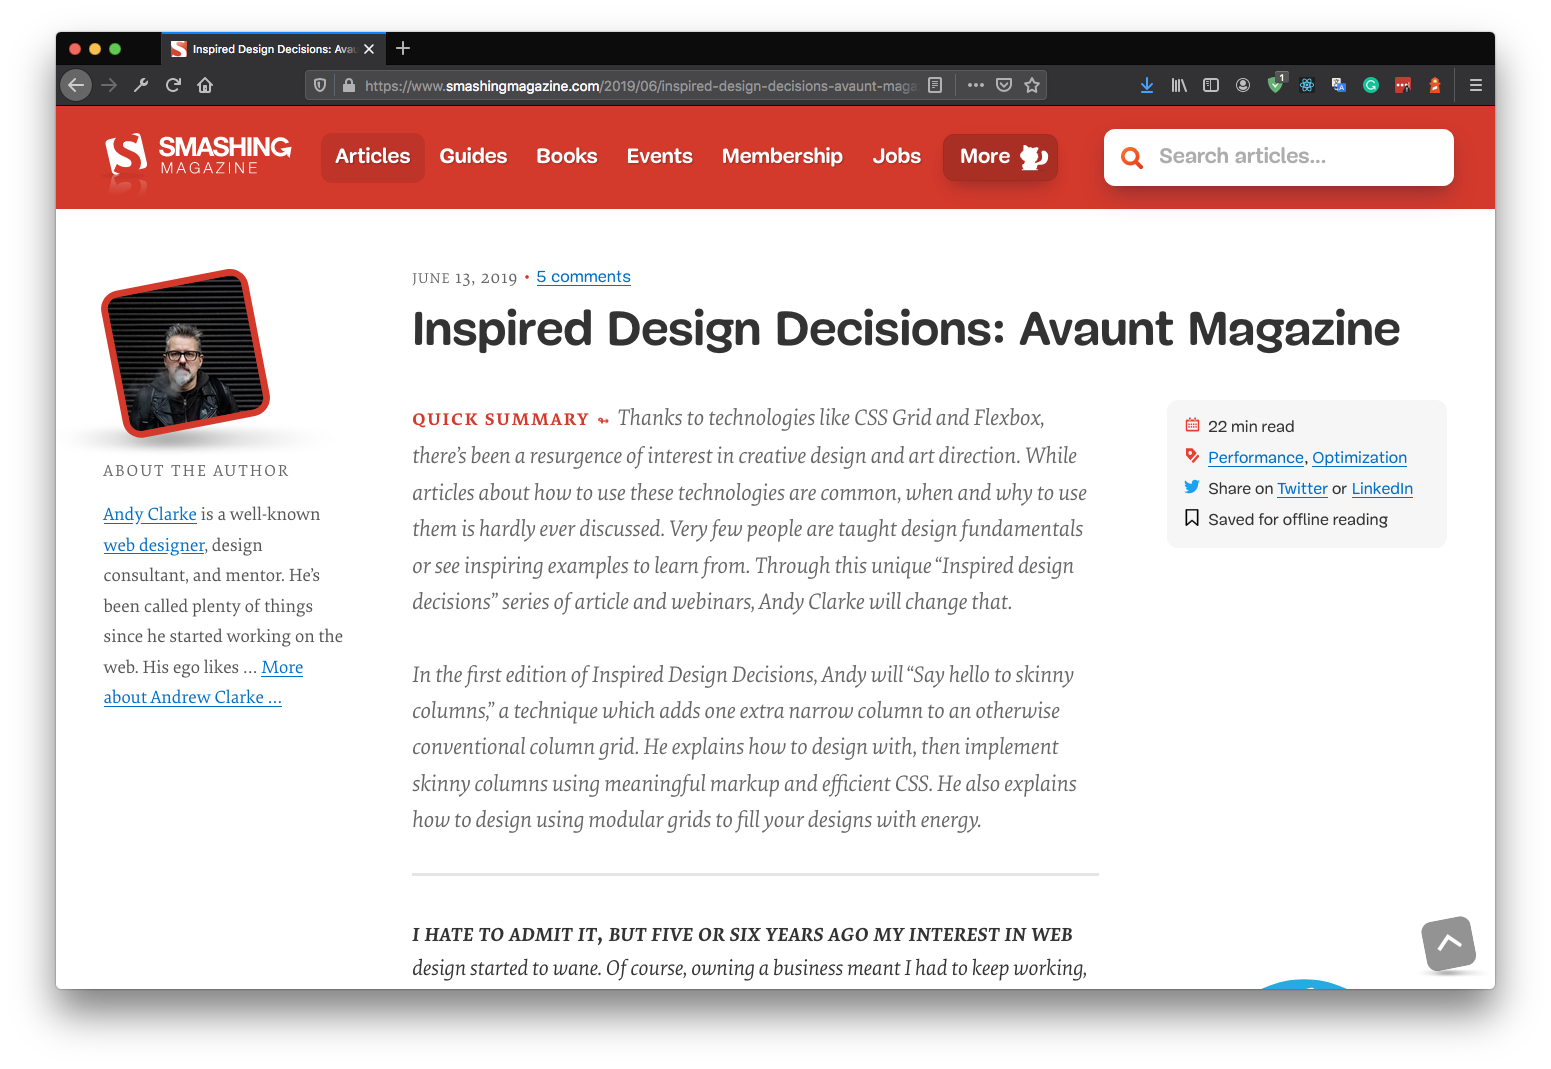 Inspired Design Decisions: Ava
https://www.smashingmagazine.com/2019/06/inspired-design-decisions-avaunt-maga
1
SMASHING
MAGAZINE
Articles Guides Books Events Membership Jobs More
Search articles...
JUNE 13, 2019 • 5 comments
Inspired Design Decisions: Avaunt Magazine
ABOUT THE AUTHOR
Andy Clarke is a well-known
web designer, design
consultant, and mentor. He’s
been called plenty of things
since he started working on the
web. His ego likes … More
about Andrew Clarke …
QUICK SUMMARY ↬ Thanks to technologies like CSS Grid and Flexbox,
there’s been a resurgence of interest in creative design and art direction. While
articles about how to use these technologies are common, when and why to use
them is hardly ever discussed. Very few people are taught design fundamentals
or see inspiring examples to learn from. Through this unique “Inspired design
decisions” series of article and webinars, Andy Clarke will change that.
In the first edition of Inspired Design Decisions, Andy will “Say hello to skinny
columns,” a technique which adds one extra narrow column to an otherwise
conventional column grid. He explains how to design with, then implement
skinny columns using meaningful markup and efficient CSS. He also explains
how to design using modular grids to fill your designs with energy.
22 min read
Performance, Optimization
Share on Twitter or LinkedIn
Saved for offline reading
I HATE TO ADMIT IT, BUT FIVE OR SIX YEARS AGO MY INTEREST IN WEB
design started to wane. Of course, owning a business meant I had to keep working,